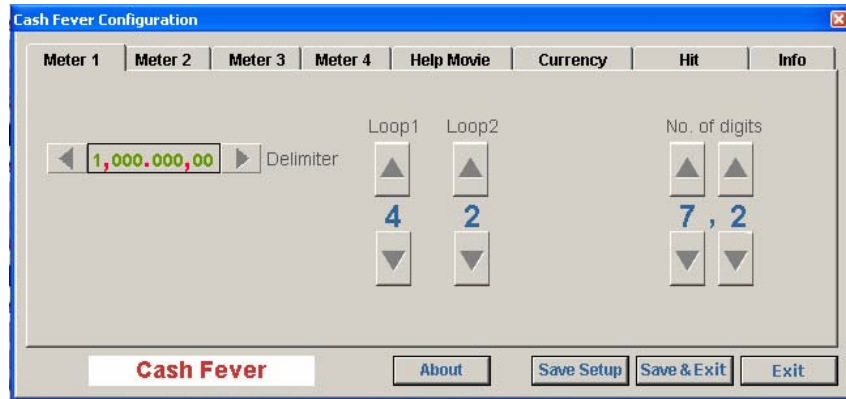 Cash Fever Configuration
Meter 1 Meter 2 Meter 3 Meter 4 Help Movie Currency Hit Info
Loop1 Loop2 No. of digits
1,000.000,00 Delimiter
4 2 7 , 2
Cash Fever About Save Setup Save & Exit Exit